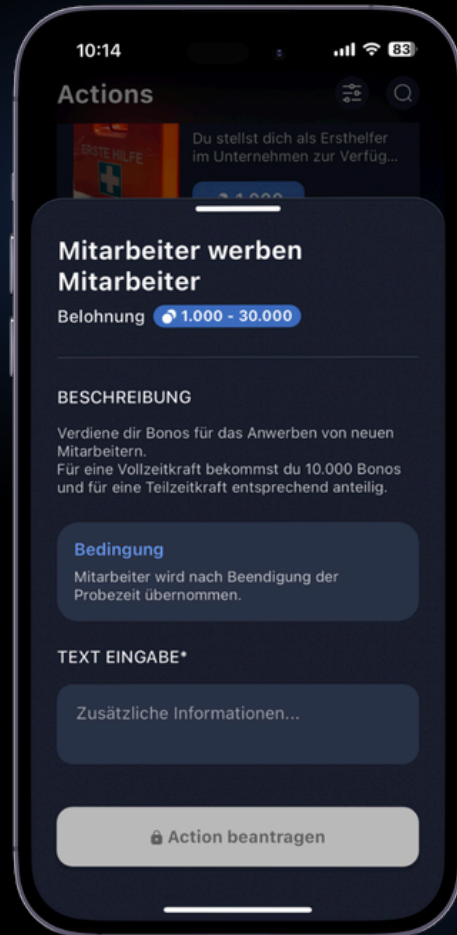 10:14
83
Actions
ERSTE HILFE
Du stellst dich als Ersthelfer
im Unternehmen zur Verfüg...
1.000
Mitarbeiter werben
Mitarbeiter
Belohnung 1.000 - 30.000
BESCHREIBUNG
Verdiene dir Bonos für das Anwerben von neuen
Mitarbeitern.
Für eine Vollzeitkraft bekommst du 10.000 Bonos
und für eine Teilzeitkraft entsprechend anteilig.
Bedingung
Mitarbeiter wird nach Beendigung der
Probezeit übernommen.
TEXT EINGABE*
Zusätzliche Informationen...
Action beantragen